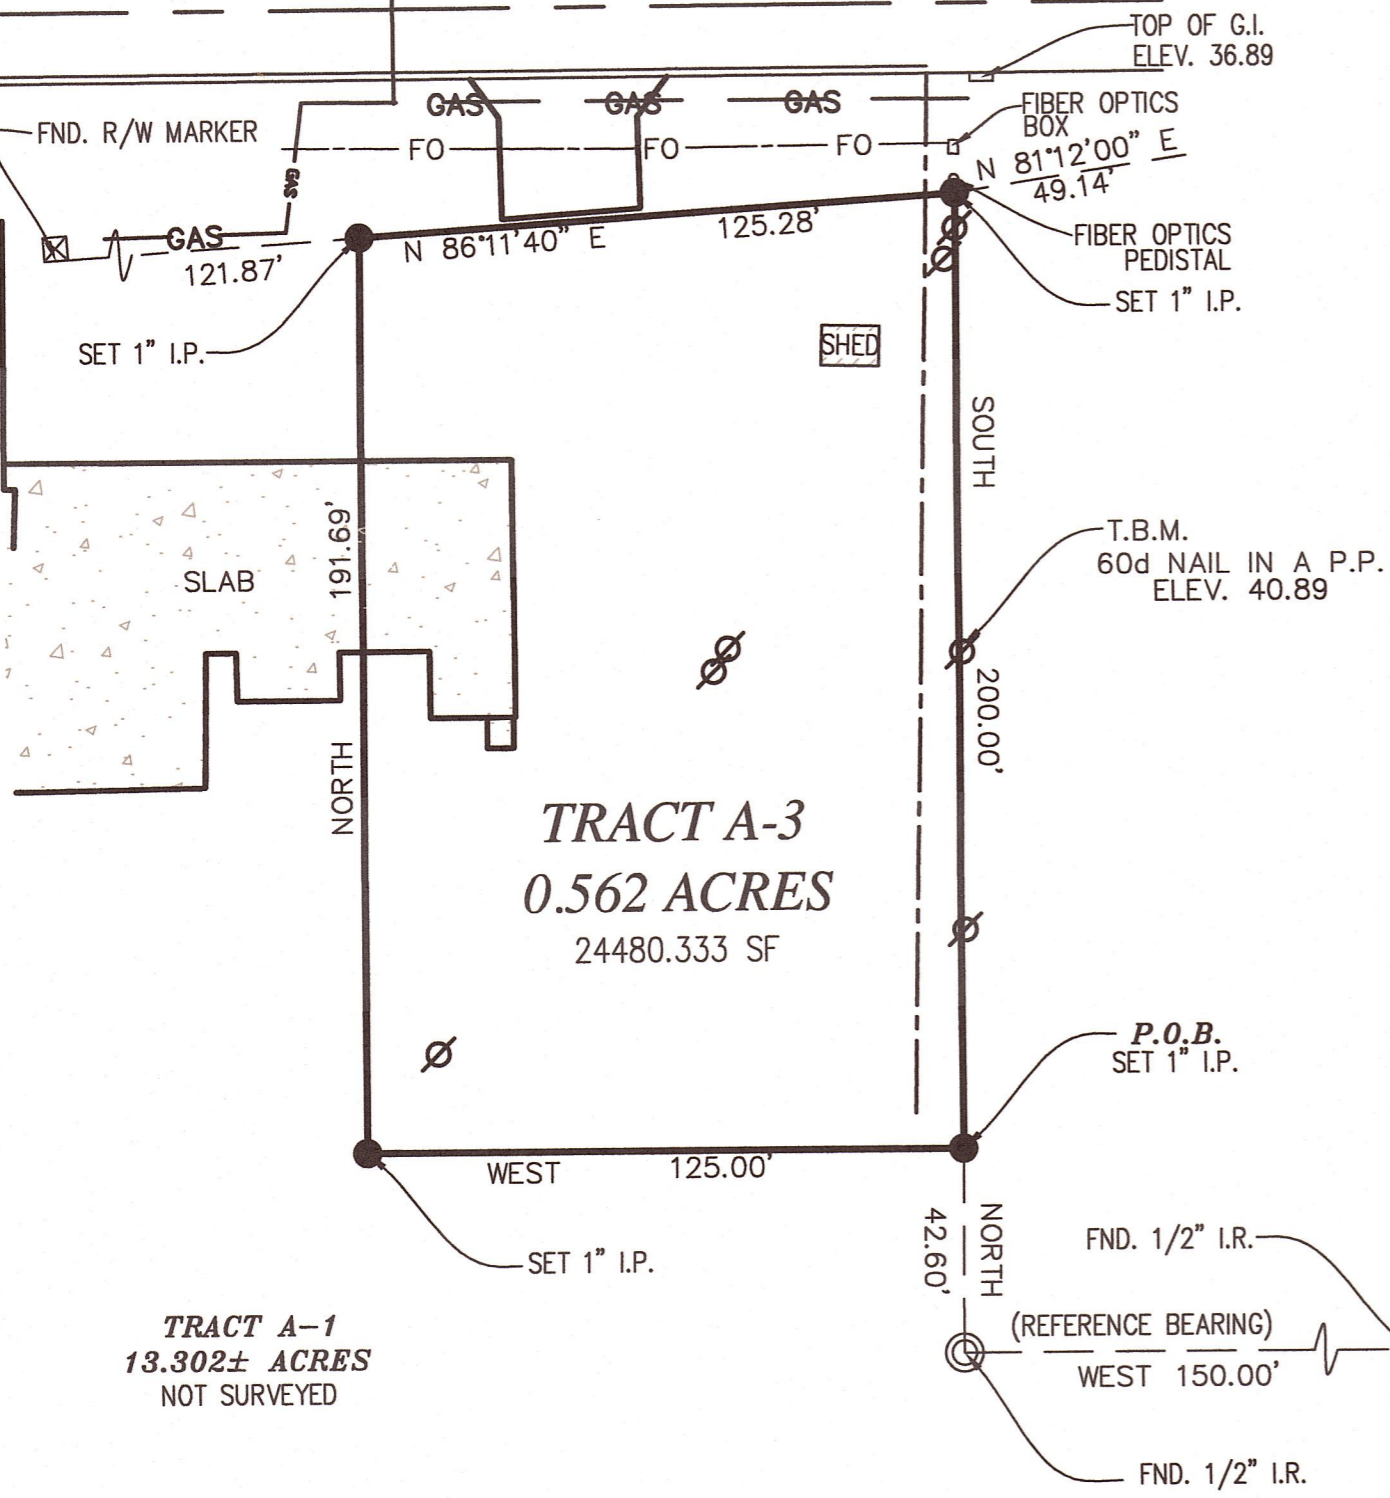 TOP OF G.I.
ELEV. 36.89
GAS
GAS
GAS
FIBER OPTICS
BOX
FND. R/W MARKER
FO
FO
FO
N 81°12'00" E
49.14'
GAS
GAS
N 86°11'40" E
125.28'
121.87'
FIBER OPTICS
PEDISTAL
SET 1" I.P.
SET 1" I.P.
SHED
SOUTH
191.69'
T.B.M.
60d NAIL IN A P.P.
ELEV. 40.89
SLAB
200.00'
NORTH
TRACT A-3
0.562 ACRES
24480.333 SF
P.O.B.
SET 1" I.P.
WEST
125.00'
NORTH
42.60'
SET 1" I.P.
FND. 1/2" I.R.
TRACT A-1
13.302± ACRES
NOT SURVEYED
(REFERENCE BEARING)
WEST 150.00'
FND. 1/2" I.R.